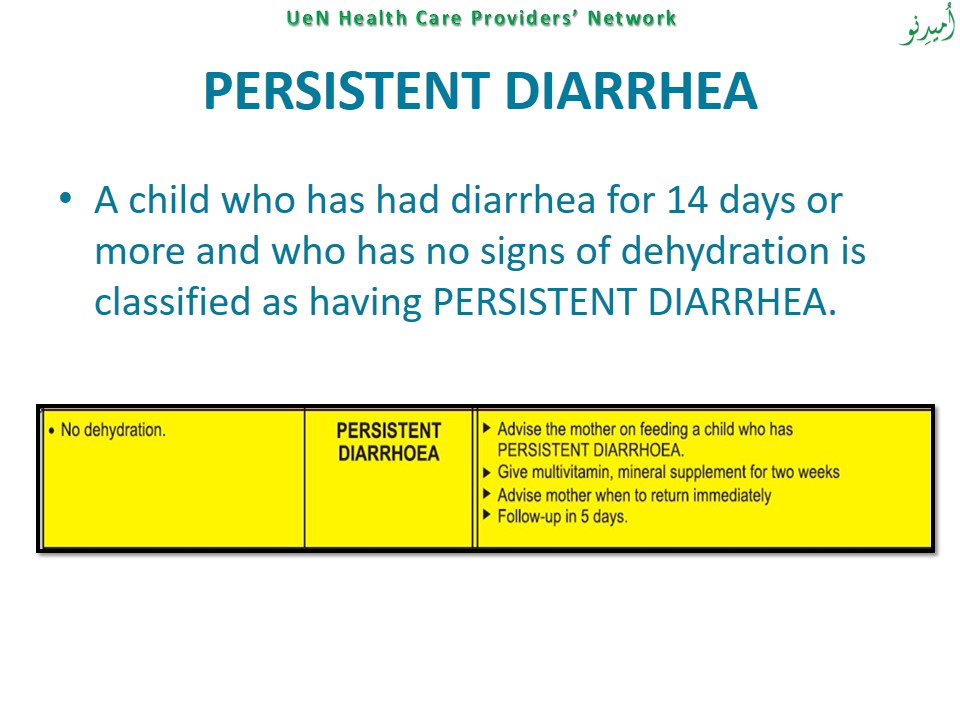 UeN Health Care Providers’ Network
اُمیدِنو
PERSISTENT DIARRHEA
• A child who has had diarrhea for 14 days or
more and who has no signs of dehydration is
classified as having PERSISTENT DIARRHEA.
• No dehydration.
PERSISTENT
DIARRHOEA
▶ Advise the mother on feeding a child who has
PERSISTENT DIARRHOEA.
▶ Give multivitamin, mineral supplement for two weeks
▶ Advise mother when to return immediately
▶ Follow-up in 5 days.